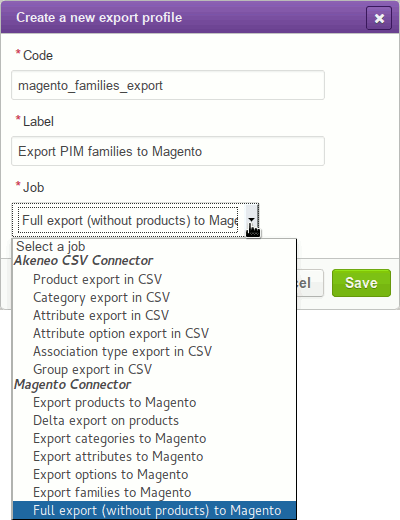 Create a new export profile
* Code
magento_families_export
* Label
Export PIM families to Magento
* Job
Full export (without products) to Mage
Select a job
Akeneo CSV Connector
Product export in CSV
Category export in CSV
Attribute export in CSV
Attribute option export in CSV
Association type export in CSV
Group export in CSV
Magento Connector
Export products to Magento
Delta export on products
Export categories to Magento
Export attributes to Magento
Export options to Magento
Export families to Magento
Full export (without products) to Magento
cel
Save